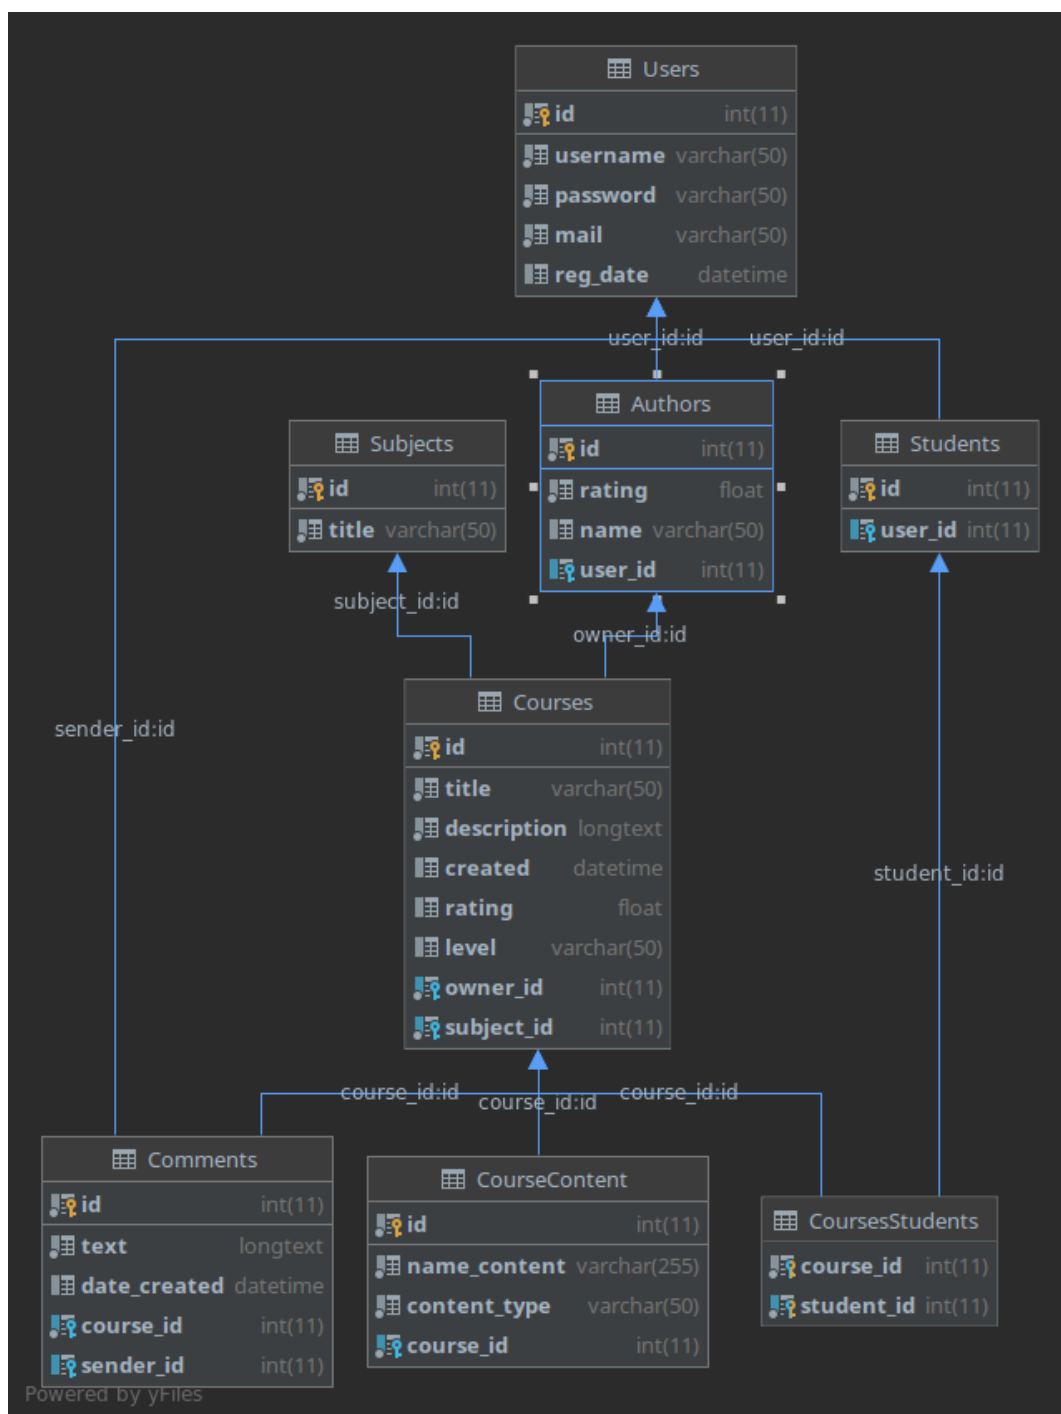 Users
id int(11)
username varchar(50)
password varchar(50)
mail varchar(50)
reg_date datetime
user_id:id user_id:id
Authors
id int(11)
rating float
name varchar(50)
user_id int(11)
Subjects
id int(11)
title varchar(50)
Students
id int(11)
user_id int(11)
subject_id:id
owner_id:id
sender_id:id
Courses
id int(11)
title varchar(50)
description longtext
created datetime
rating float
level varchar(50)
owner_id int(11)
subject_id int(11)
student_id:id
course_id:id course_id:id course_id:id
Comments
id int(11)
text longtext
date_created datetime
course_id int(11)
sender_id int(11)
CourseContent
id int(11)
name_content varchar(255)
content_type varchar(50)
course_id int(11)
CoursesStudents
course_id int(11)
student_id int(11)
Powered by yFiles